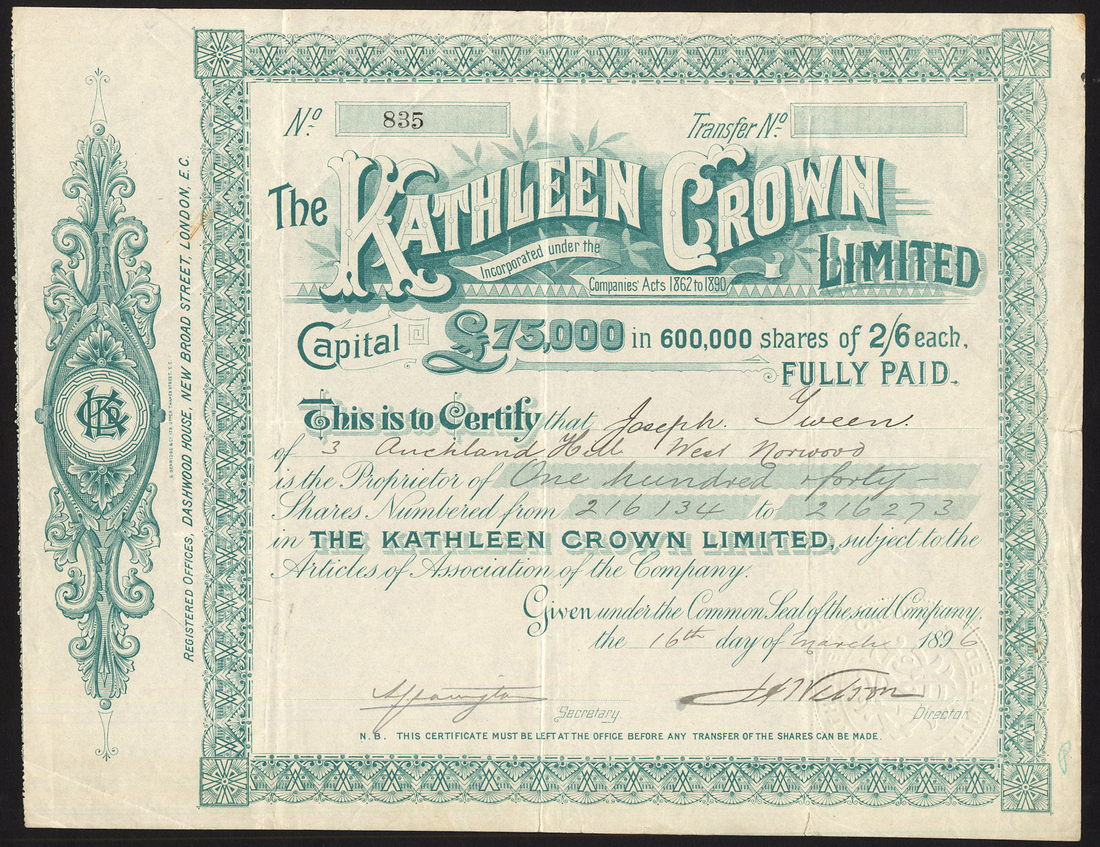 No. 835
Transfer No.
The KATHLEEN CROWN LIMITED
Incorporated under the
Companies' Acts 1862 to 1890.
Capital £75,000 in 600,000 shares of 2/6 each,
FULLY PAID.
This is to Certify that Joseph Tween.
of 3 Auckland Hill West Norwood
is the Proprietor of One hundred & forty –
Shares Numbered from 216134 to 216273
in THE KATHLEEN CROWN LIMITED, subject to the
Articles of Association of the Company.
Given under the Common Seal of the said Company,
the 16th day of March 1896
Secretary.
Director.
N.B. THIS CERTIFICATE MUST BE LEFT AT THE OFFICE BEFORE ANY TRANSFER OF THE SHARES CAN BE MADE.
REGISTERED OFFICES, DASHWOOD HOUSE, NEW BROAD STREET, LONDON, E.C.